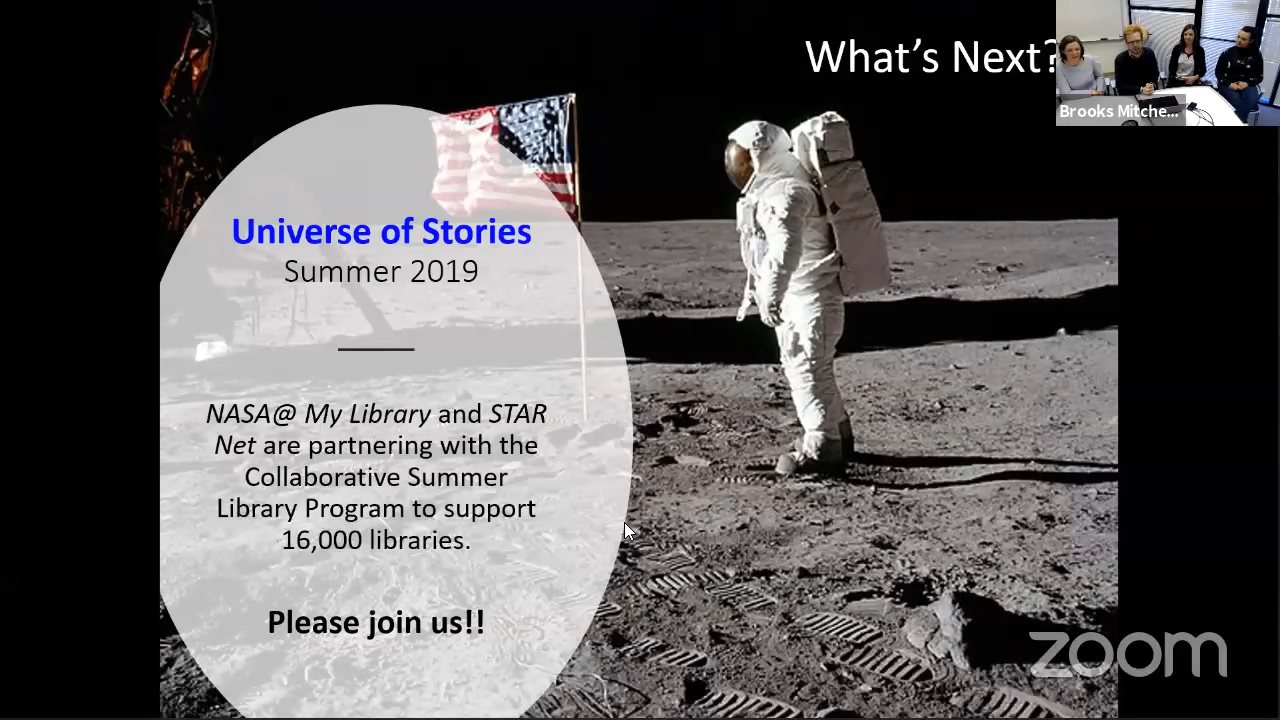 What's Next?
Brooks Mitche...
Universe of Stories
Summer 2019
NASA@ My Library and STAR
Net are partnering with the
Collaborative Summer
Library Program to support
16,000 libraries.
Please join us!!
zoom